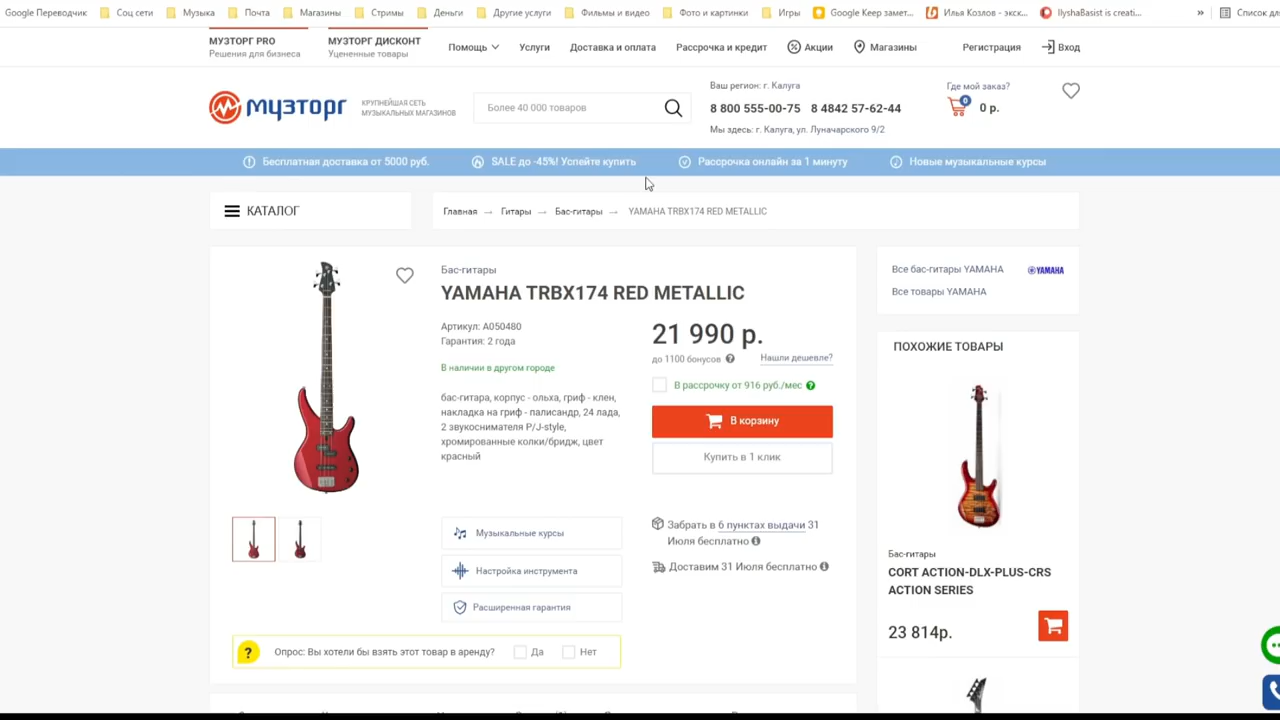 Google Переводчик
Соц сети
Музыка
Почта
Магазины
Стримы
Деньги
Другие услуги
Фильмы и видео
Фото и картинки
Игры
Google Keep замет...
Илья Козлов - экск...
IlyshaBasist is creati...
»
Список для
МУЗТОРГ PRO
Решения для бизнеса
МУЗТОРГ ДИСКОНТ
Уцененные товары
Помощь
Услуги
Доставка и оплата
Рассрочка и кредит
Акции
Магазины
Регистрация
Вход
музторг
КРУПНЕЙШАЯ СЕТЬ
МУЗЫКАЛЬНЫХ МАГАЗИНОВ
Более 40 000 товаров
Ваш регион: г. Калуга
8 800 555-00-75 8 4842 57-62-44
Мы здесь: г. Калуга, ул. Луначарского 9/2
Где мой заказ?
0
0 р.
Бесплатная доставка от 5000 руб.
SALE до -45%! Успейте купить
Рассрочка онлайн за 1 минуту
Новые музыкальные курсы
КАТАЛОГ
Главная → Гитары → Бас-гитары → YAMAHA TRBX174 RED METALLIC
Бас-гитары
YAMAHA TRBX174 RED METALLIC
Артикул: A050480
Гарантия: 2 года
В наличии в другом городе
бас-гитара, корпус - ольха, гриф - клен,
накладка на гриф - палисандр, 24 лада,
2 звукоснимателя P/J-style,
хромированные колки/бридж, цвет
красный
21 990 р.
до 1100 бонусов ?
Нашли дешевле?
В рассрочку от 916 руб./мес ?
В корзину
Купить в 1 клик
Музыкальные курсы
Настройка инструмента
Расширенная гарантия
Забрать в 6 пунктах выдачи 31
Июля бесплатно
Доставим 31 Июля бесплатно
? Опрос: Вы хотели бы взять этот товар в аренду? Да Нет
Все бас-гитары YAMAHA
YAMAHA
Все товары YAMAHA
ПОХОЖИЕ ТОВАРЫ
Бас-гитары
CORT ACTION-DLX-PLUS-CRS
ACTION SERIES
23 814р.